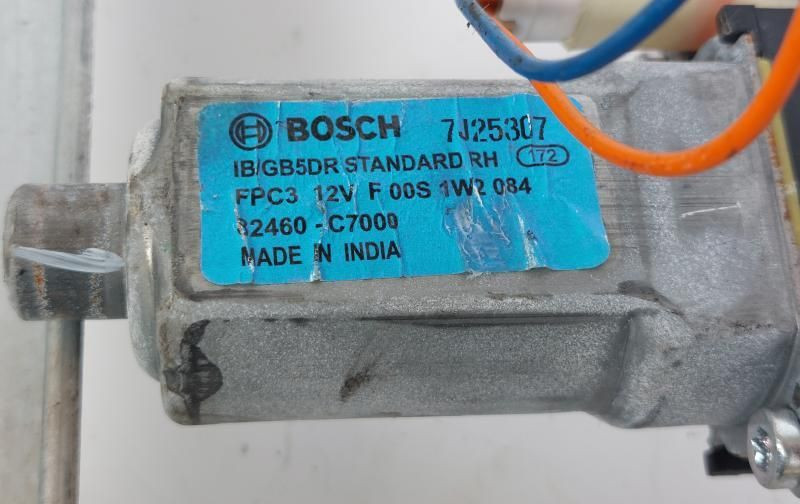 BOSCH 7J25307
IB/GB5DR STANDARD RH 172
FPC3 12V F 00S 1W2 084
82460-C7000
MADE IN INDIA